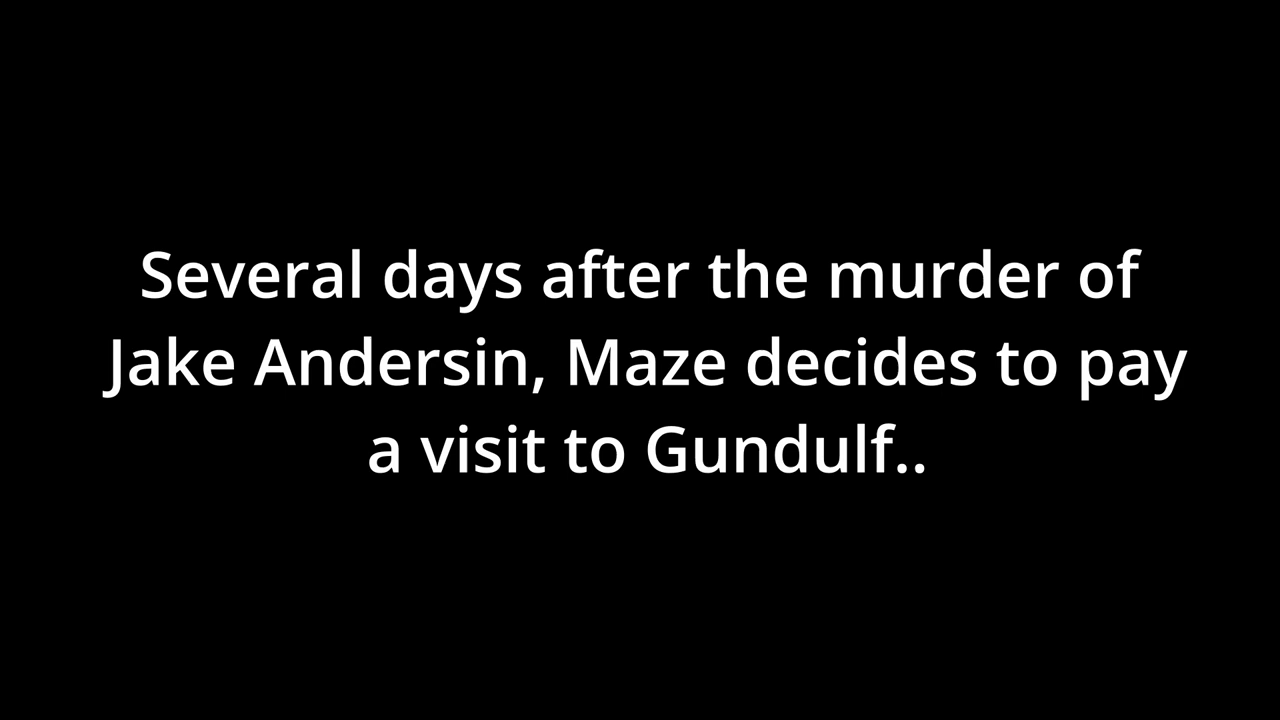 Several days after the murder of
Jake Andersin, Maze decides to pay
a visit to Gundulf..